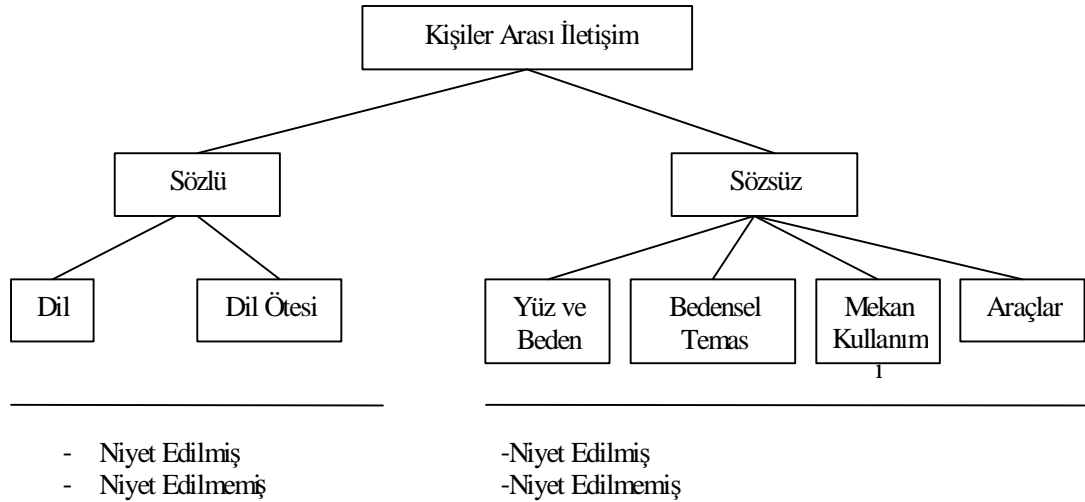 Kişiler Arası İletişim
Sözlü
Sözsüz
Dil
Dil Ötesi
Yüz ve
Beden
Bedensel
Temas
Mekan
Kullanım
ı
Araçlar
- Niyet Edilmiş
- Niyet Edilmemiş
-Niyet Edilmiş
-Niyet Edilmemiş